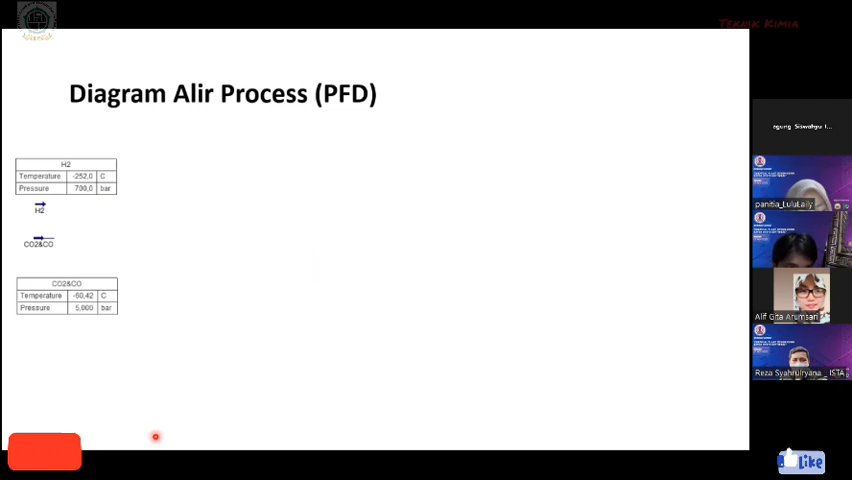 TEKNIK KIMIA
Diagram Alir Process (PFD)
H2
Temperature -252,0 C
Pressure 700,0 bar
H2
CO2&CO
CO2&CO
Temperature -50,42 C
Pressure 5,000 bar
panitia_LuluLaily
Alif Gita Arumsari
Reza Syahrulryana _ ISTA
Like